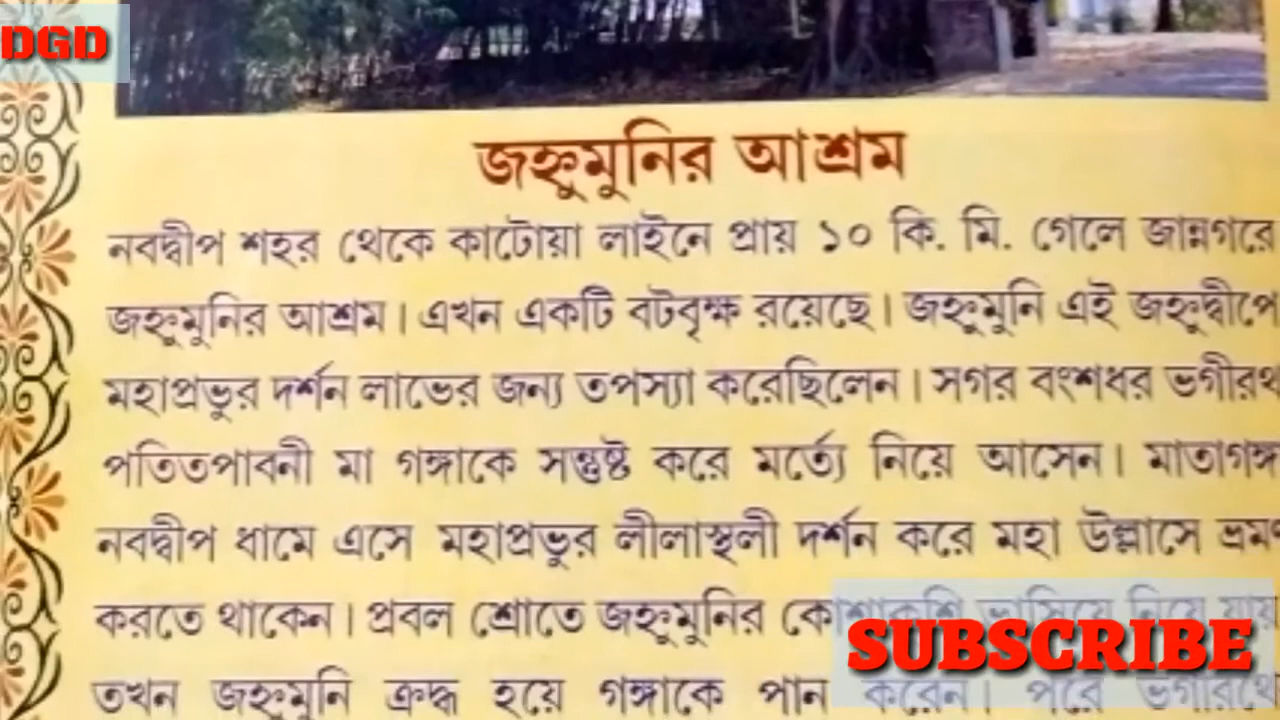 DGD
জহ্নুমুনির আশ্রম
নবদ্বীপ শহর থেকে কাটোয়া লাইনে প্রায় ১০ কি. মি. গেলে জান্নগরে
জহ্নুমুনির আশ্রম। এখন একটি বটবৃক্ষ রয়েছে। জহ্নুমুনি এই জহ্নুদ্বীপে
মহাপ্রভুর দর্শন লাভের জন্য তপস্যা করেছিলেন। সগর বংশধর ভগীরথ
পতিতপাবনী মা গঙ্গাকে সন্তুষ্ট করে মর্ত্যে নিয়ে আসেন। মাতাগঙ্গ
নবদ্বীপ ধামে এসে মহাপ্রভুর লীলাস্থলী দর্শন করে মহা উল্লাসে ভ্রমণ
করতে থাকেন। প্রবল শ্রোতে জহ্নুমুনির কোশাকুশি ভাসিয়ে নিয়ে যায়
SUBSCRIBE
তখন জহ্নুমুনি ক্রদ্ধ হয়ে গঙ্গাকে পান করেন। পরে